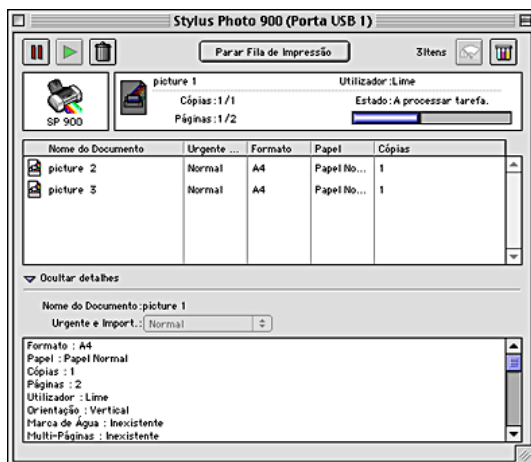 Stylus Photo 900 (Porta USB 1)
Parar Fila de Impressão
3Itens
SP 900
picture 1
Utilizador :Lime
Cópias :1/1
Estado :A processar tarefa.
Páginas :1/2
Nome do Documento Urgente ... Formato Papel Cópias
picture 2 Normal A4 Papel No... 1
picture 3 Normal A4 Papel No... 1
Ocultar detalhes
Nome do Documento :picture 1
Urgente e Import. : Normal
Formato : A4
Papel : Papel Normal
Cópias : 1
Páginas : 2
Utilizador : Lime
Orientação : Vertical
Marca de Água : Inexistente
Multi-Páginas : Inexistente